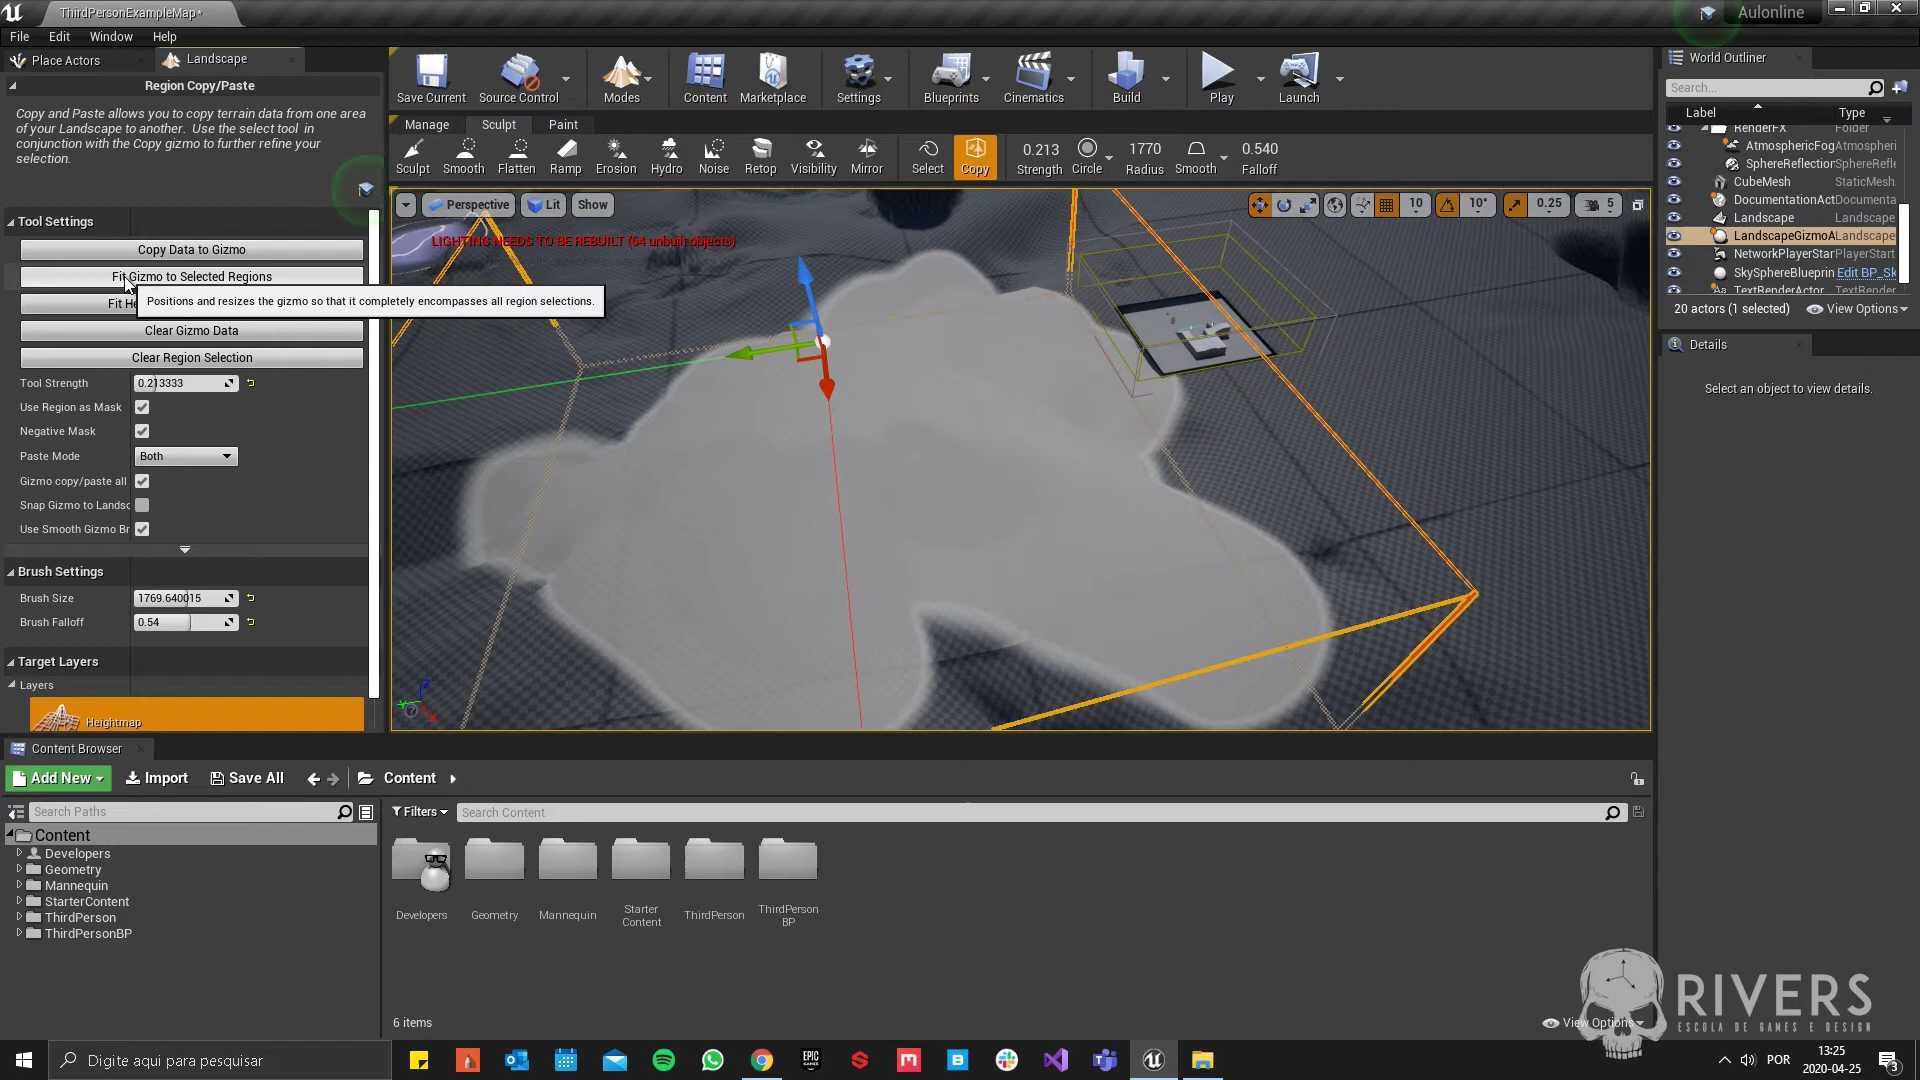 ThirdPersonExampleMap*
Aulonline
File Edit Window Help
Place Actors
Landscape
Region Copy/Paste
Copy and Paste allows you to copy terrain data from one area
of your Landscape to another. Use the select tool in
conjunction with the Copy gizmo to further refine your
selection.
Tool Settings
Copy Data to Gizmo
Fit Gizmo to Selected Regions
Fit He
Positions and resizes the gizmo so that it completely encompasses all region selections.
Clear Gizmo Data
Clear Region Selection
Tool Strength 0.213333
Use Region as Mask
Negative Mask
Paste Mode Both
Gizmo copy/paste all
Snap Gizmo to Landsc
Use Smooth Gizmo Br
Brush Settings
Brush Size 1769.640015
Brush Falloff 0.54
Target Layers
Layers
Heightmap
Save Current Source Control Modes Content Marketplace Settings Blueprints Cinematics Build Play Launch
Manage Sculpt Paint
Sculpt Smooth Flatten Ramp Erosion Hydro Noise Retop Visibility Mirror Select Copy
0.213 1770 0.540
Strength Circle Radius Smooth Falloff
Perspective Lit Show
10 10° 0.25 5
LIGHTING NEEDS TO BE REBUILT (64 unbuilt objects)
World Outliner
Search...
Label Type
RenderFX Folder
AtmosphericFog Atmospheri
SphereReflection SphereRefle
CubeMesh StaticMesh
DocumentationAct Documenta
Landscape Landscape
LandscapeGizmoA Landscape
NetworkPlayerStar PlayerStart
SkySphereBlueprin Edit BP_Sk
TextRenderActor TextRender
20 actors (1 selected) View Options
Details
Select an object to view details.
Content Browser
Add New Import Save All Content
Search Paths
Filters Search Content
Content
Developers
Geometry
Mannequin
StarterContent
ThirdPerson
ThirdPersonBP
Developers Geometry Mannequin Starter Content ThirdPerson ThirdPerson BP
6 items
View Options
RIVERS
ESCOLA DE GAMES E DESIGN
Digite aqui para pesquisar
EPIC GAMES
POR
13:25
2020-04-25
3